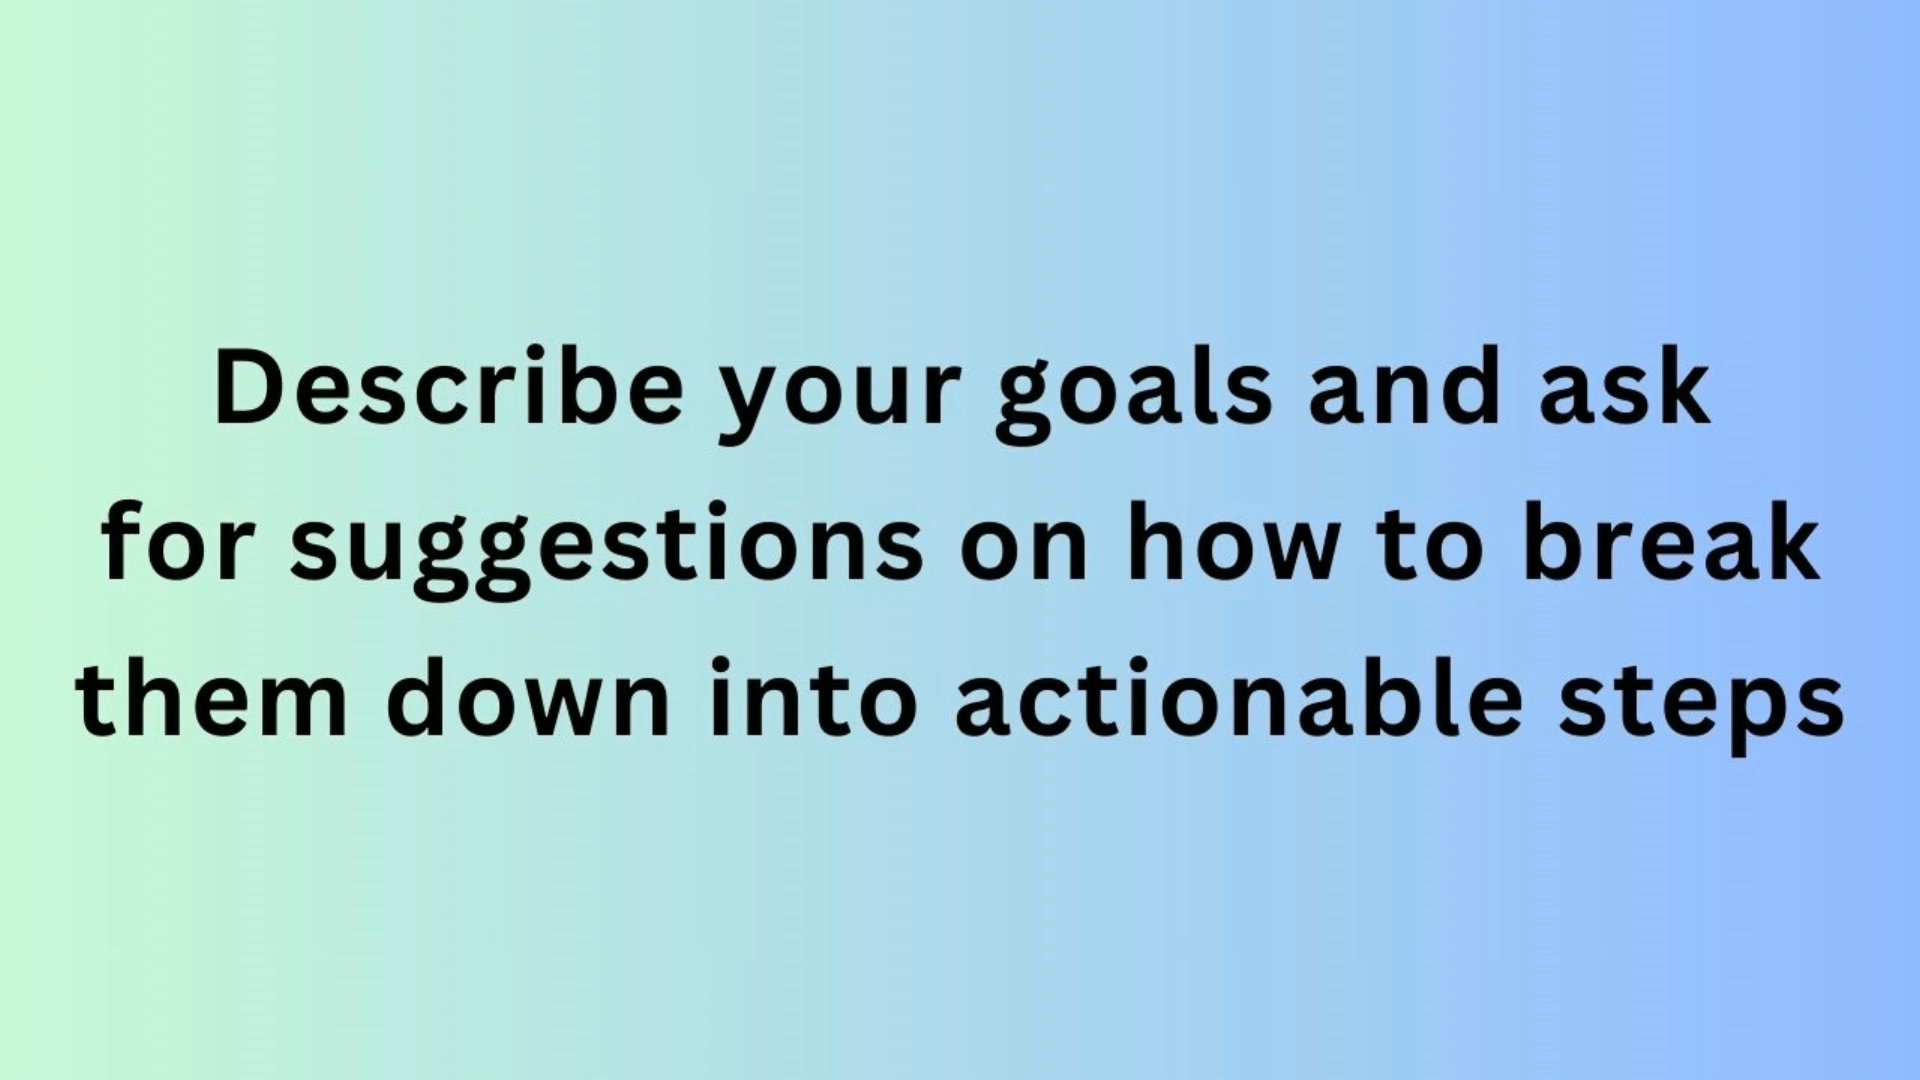 Describe your goals and ask
for suggestions on how to break
them down into actionable steps